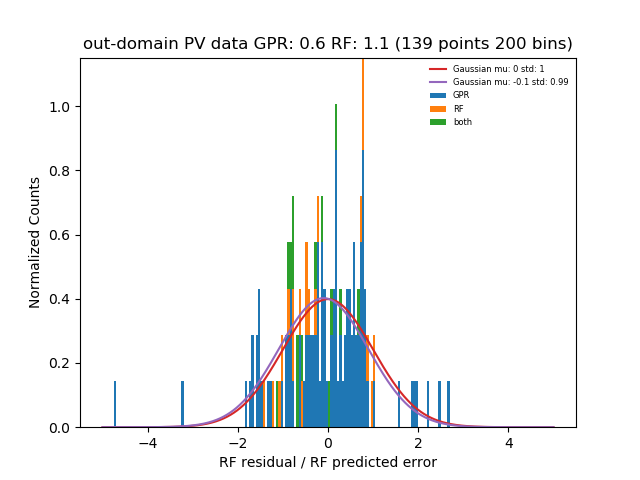 out-domain PV data GPR: 0.6 RF: 1.1 (139 points 200 bins)
Gaussian mu: 0 std: 1
Gaussian mu: -0.1 std: 0.99
GPR
RF
both
Normalized Counts
1.0
0.8
0.6
0.4
0.2
0.0
−4
−2
0
2
4
RF residual / RF predicted error